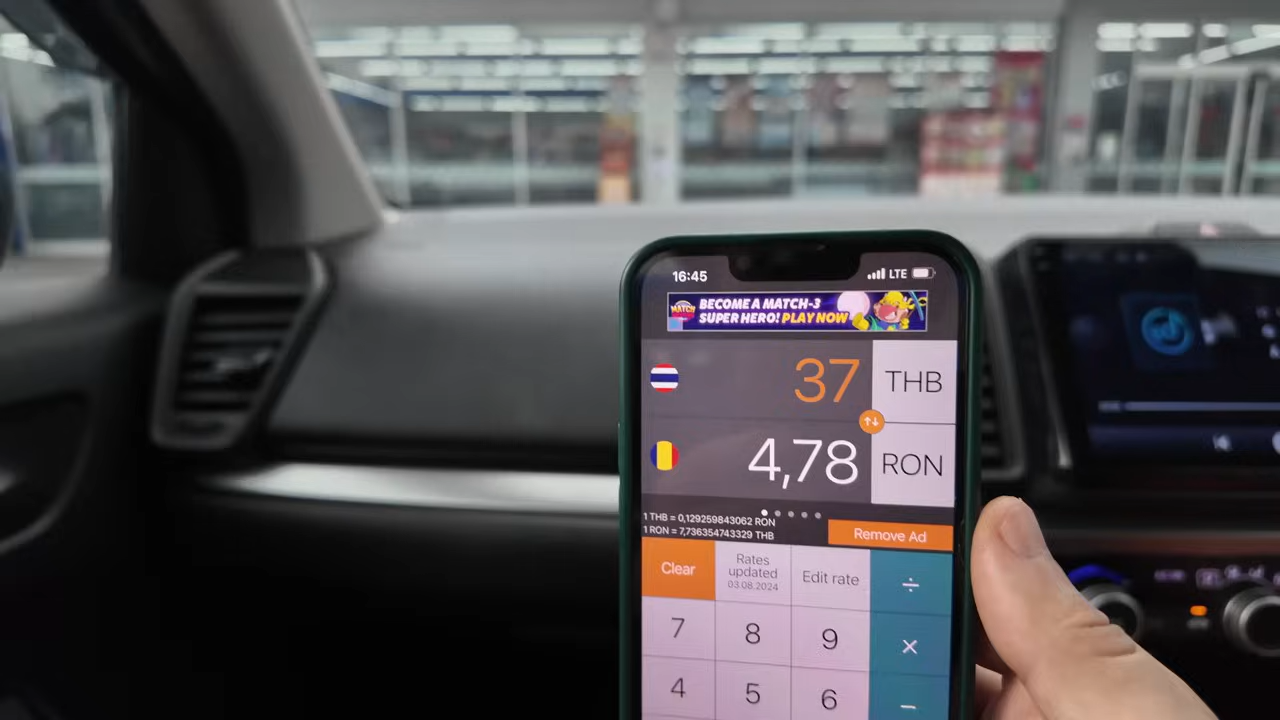 16:45
LTE
MATCH
BECOME A MATCH-3
SUPER HERO! PLAY NOW
37
THB
4,78
RON
1 THB = 0,129259843062 RON
1 RON = 7,736354743329 THB
Remove Ad
Clear
Rates
updated
03.08.2024
Edit rate
÷
7
8
9
×
4
5
6
−